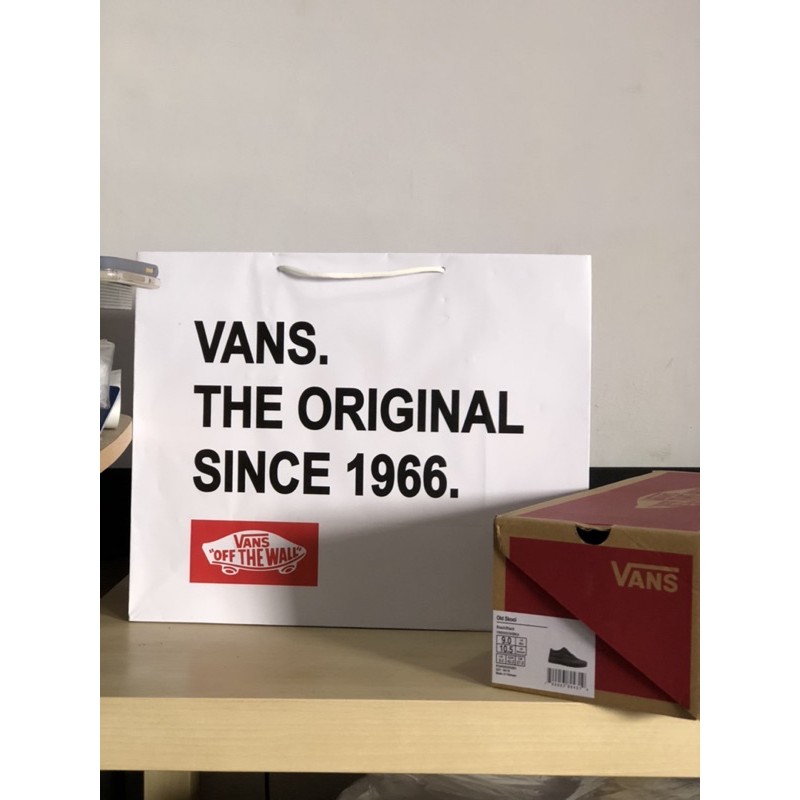 VANS.
THE ORIGINAL
SINCE 1966.
VANS
"OFF THE WALL"
VANS
Old Skool
9.0
10.5